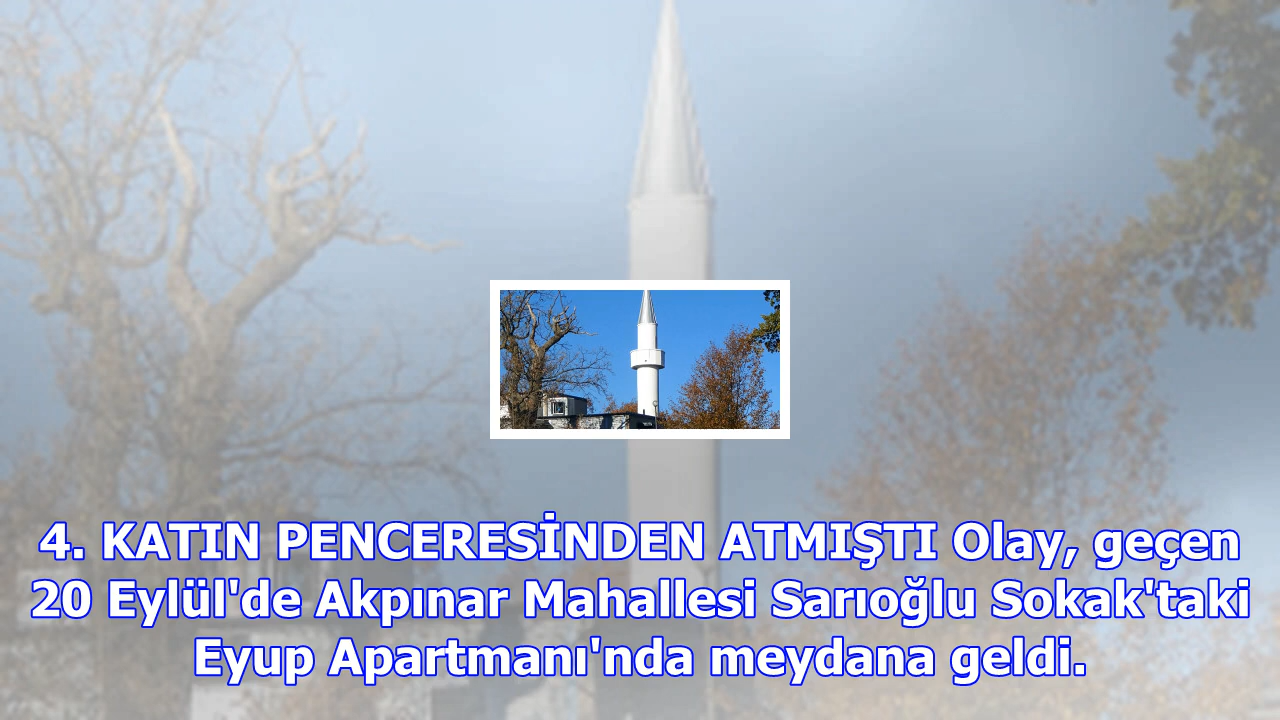 4. KATIN PENCERESİNDEN ATMIŞTI Olay, geçen
20 Eylül'de Akpınar Mahallesi Sarıoğlu Sokak'taki
Eyup Apartmanı'nda meydana geldi.